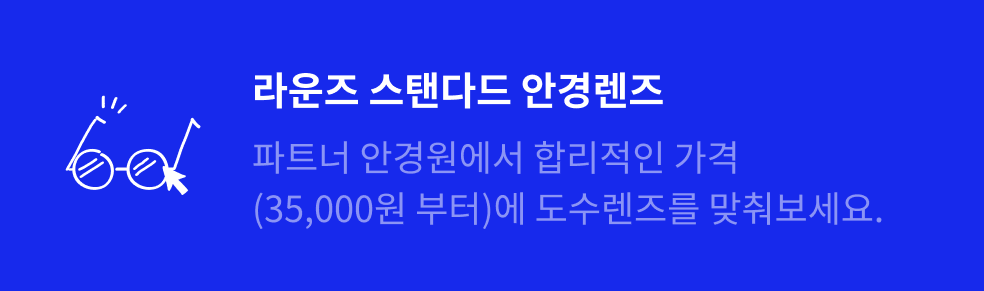 라운즈 스탠다드 안경렌즈
파트너 안경원에서 합리적인 가격
(35,000원 부터)에 도수렌즈를 맞춰보세요.